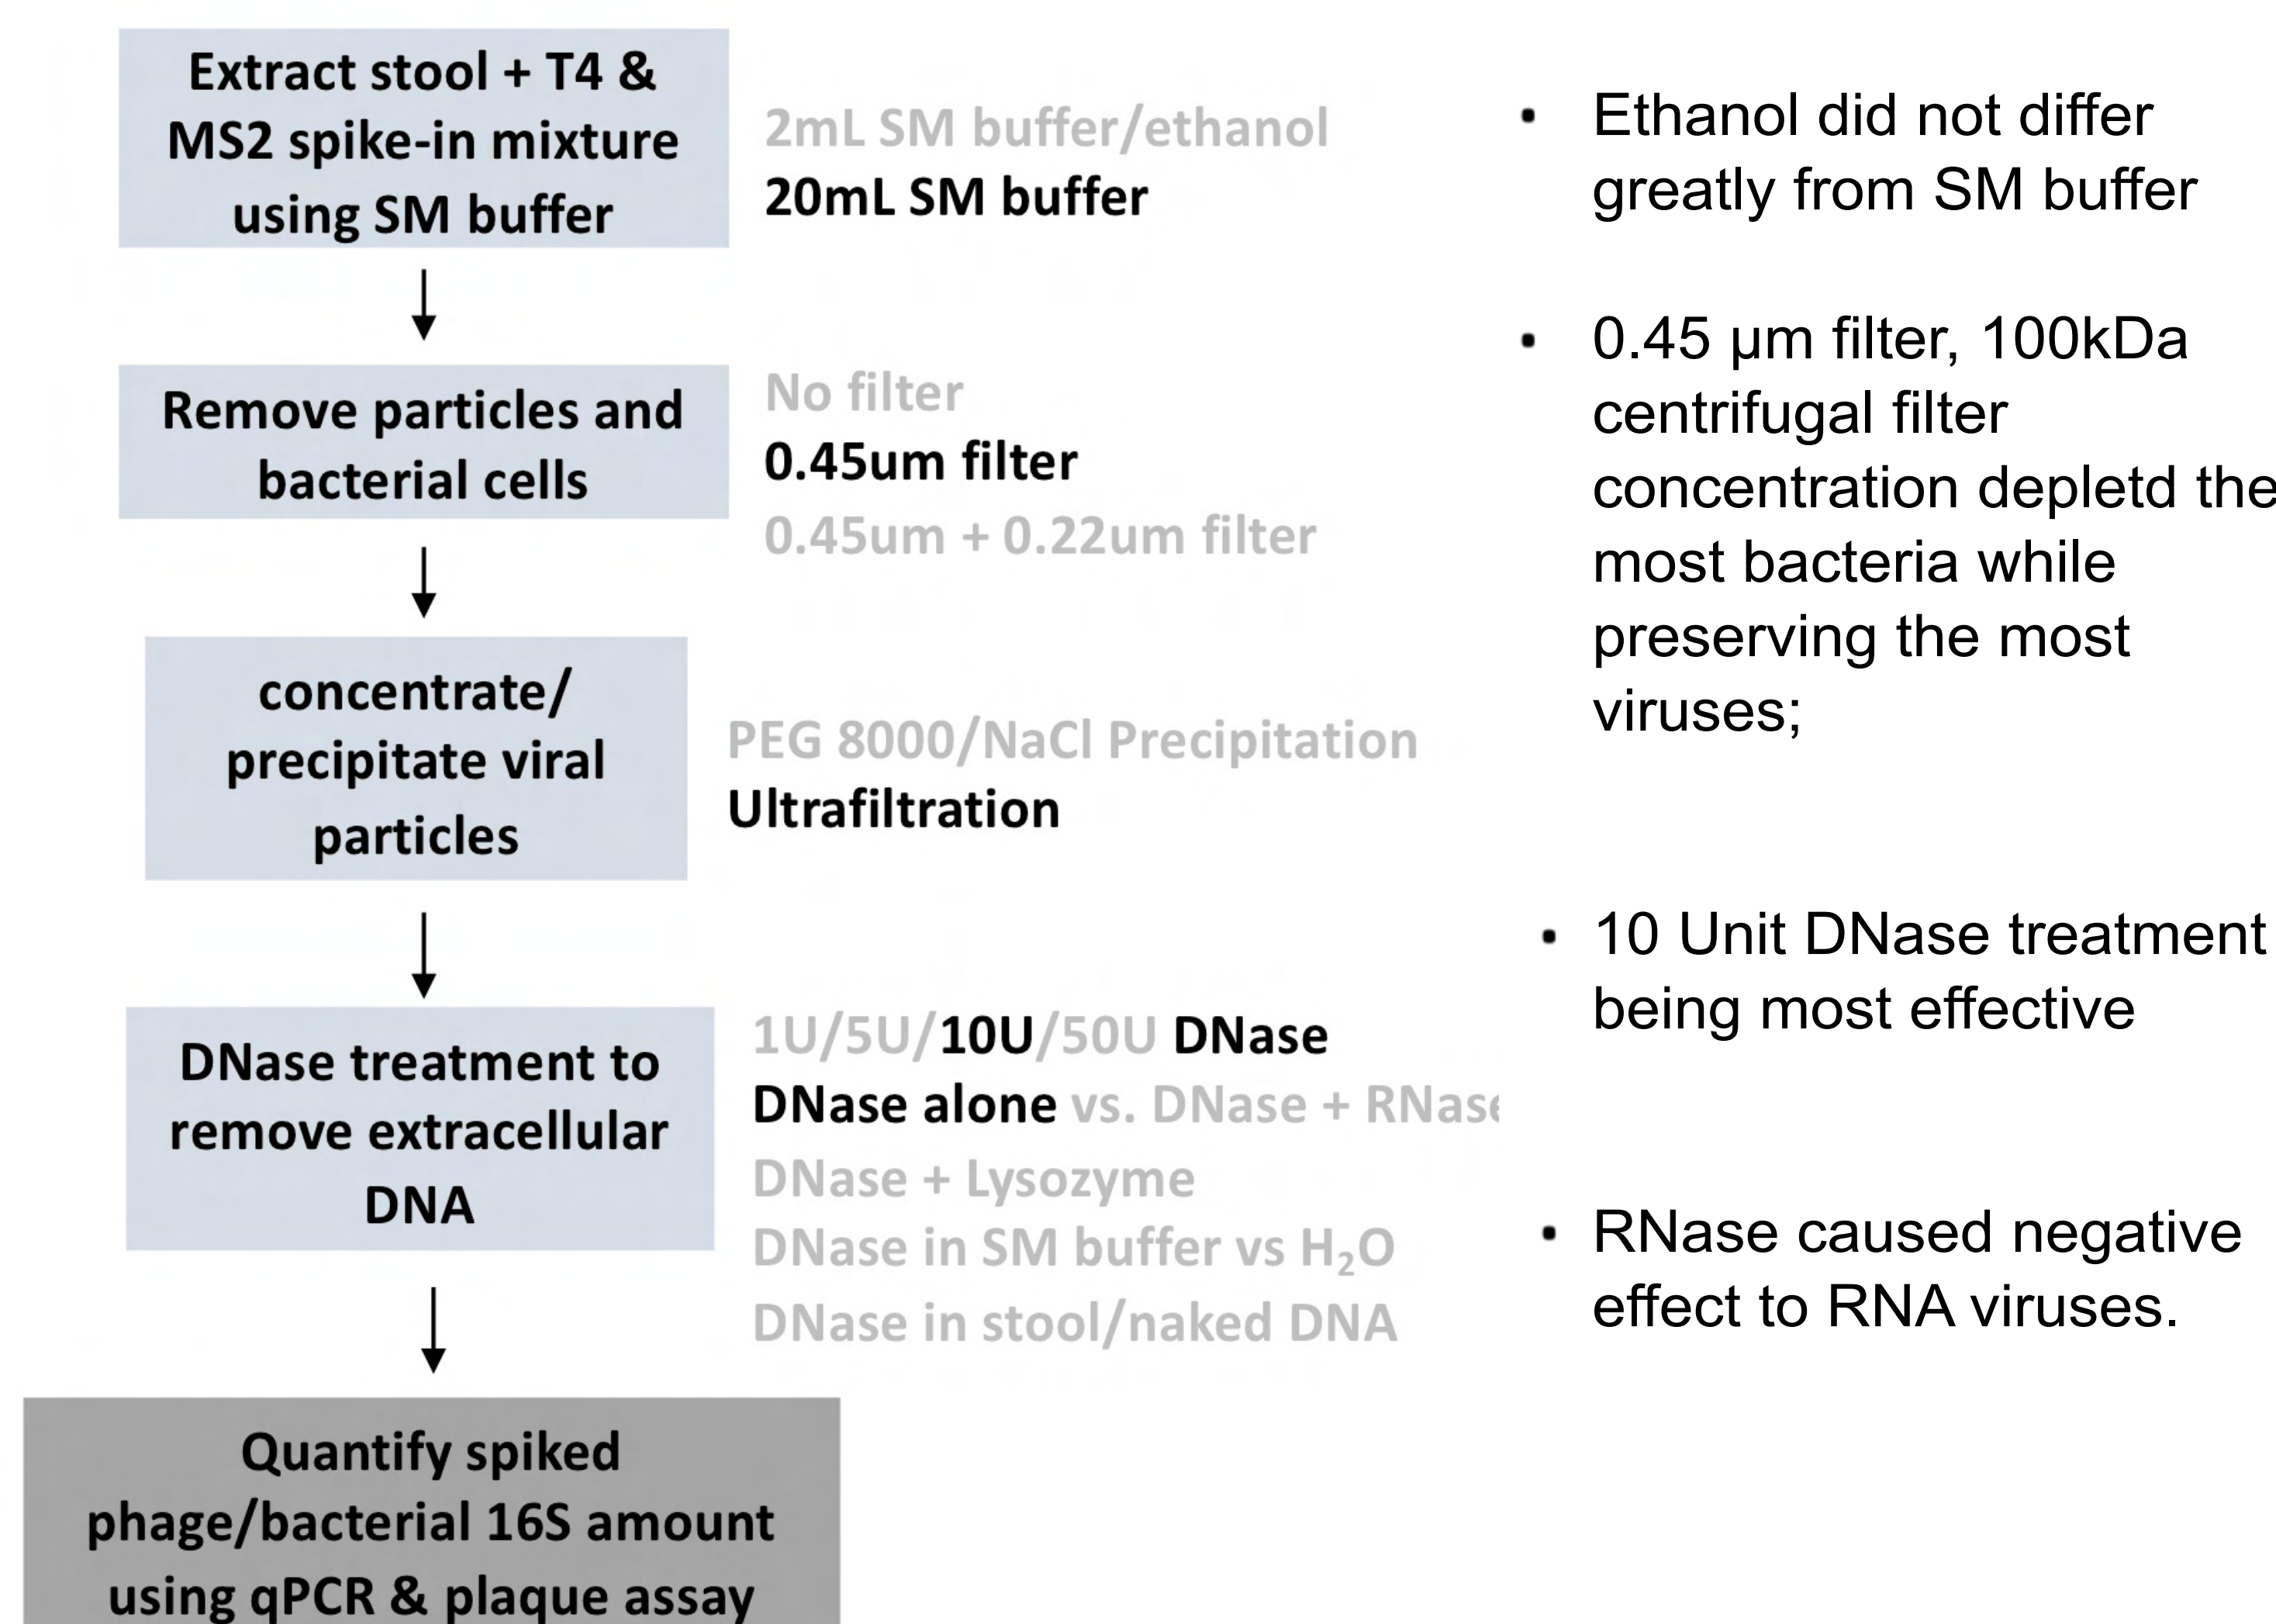 Extract stool + T4 &
MS2 spike-in mixture
using SM buffer
2mL SM buffer/ethanol
20mL SM buffer
Remove particles and
bacterial cells
No filter
0.45um filter
0.45um + 0.22um filter
concentrate/
precipitate viral
particles
PEG 8000/NaCl Precipitation
Ultrafiltration
DNase treatment to
remove extracellular
DNA
1U/5U/10U/50U DNase
DNase alone vs. DNase + RNase
DNase + Lysozyme
DNase in SM buffer vs H₂O
DNase in stool/naked DNA
Quantify spiked
phage/bacterial 16S amount
using qPCR & plaque assay
• Ethanol did not differ
greatly from SM buffer
• 0.45 µm filter, 100kDa
centrifugal filter
concentration depletd the
most bacteria while
preserving the most
viruses;
• 10 Unit DNase treatment
being most effective
• RNase caused negative
effect to RNA viruses.